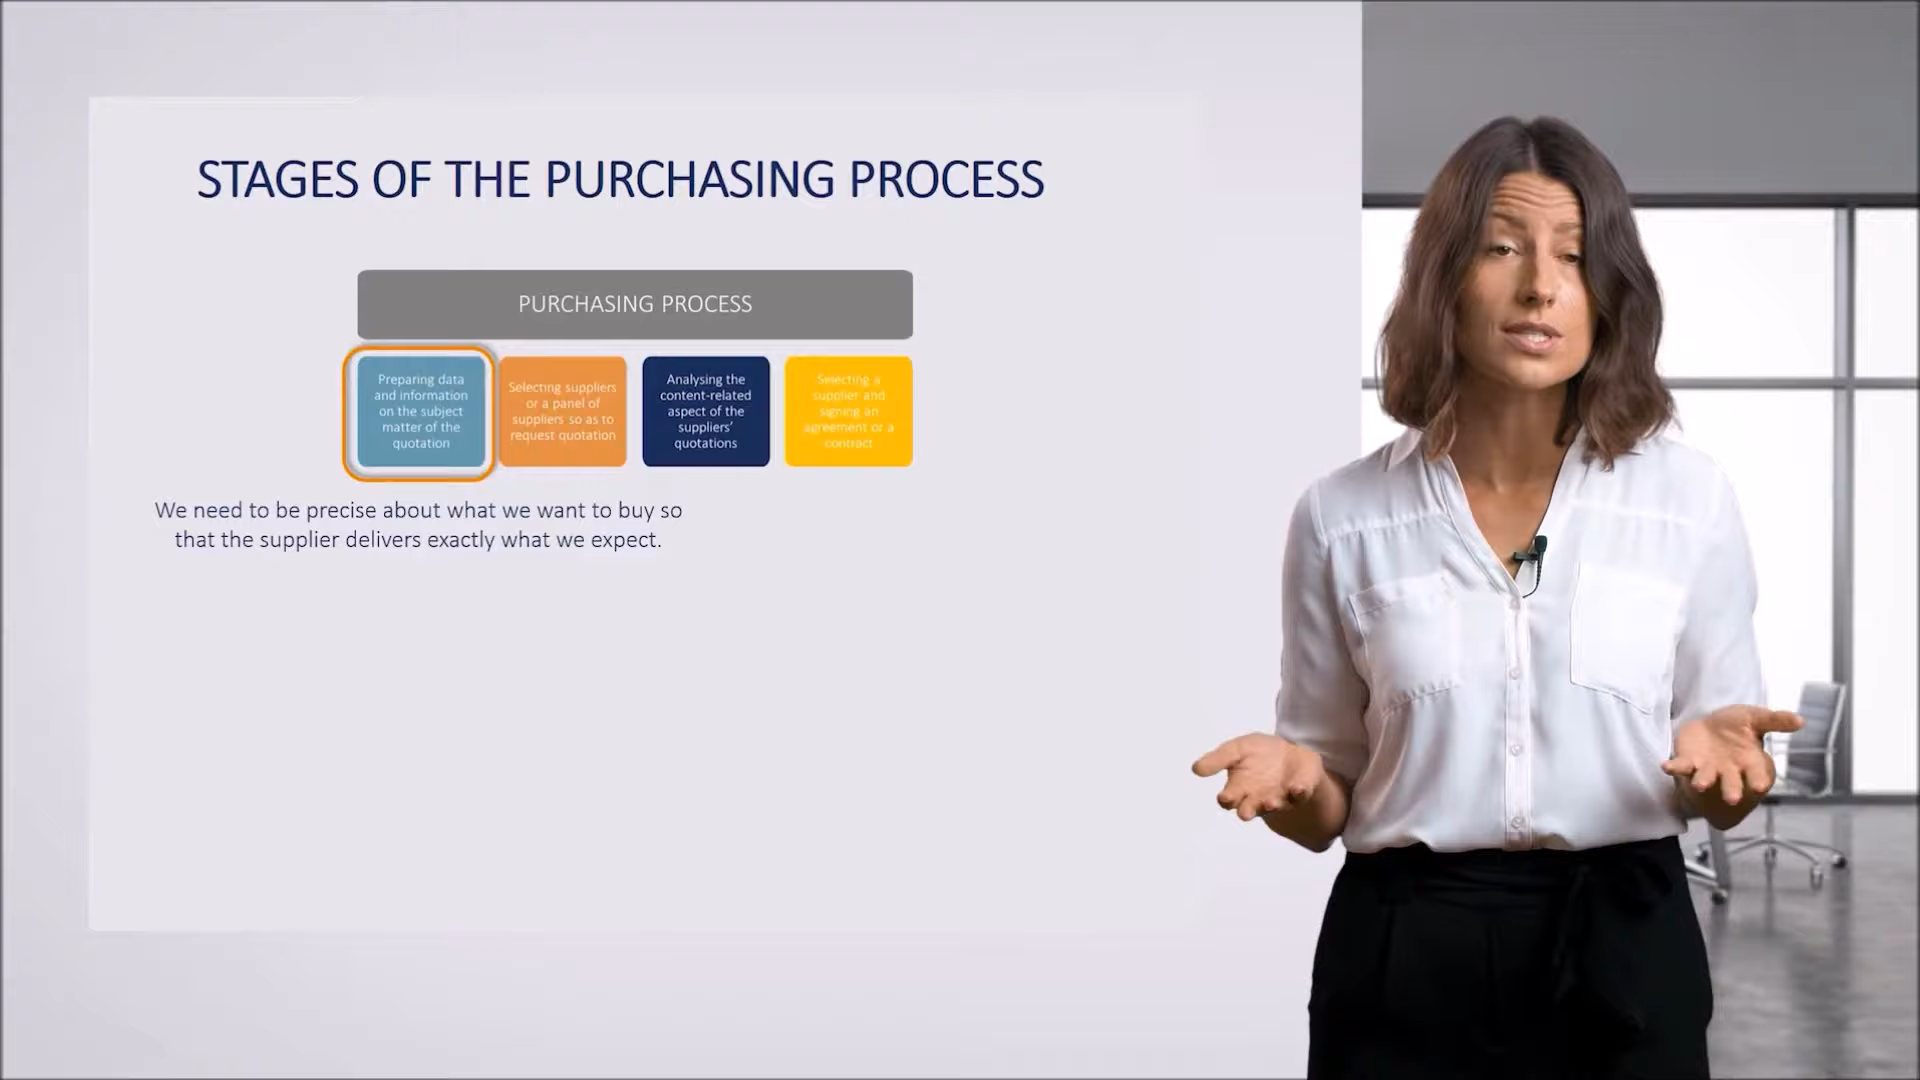 STAGES OF THE PURCHASING PROCESS
PURCHASING PROCESS
Preparing data
and information
on the subject
matter of the
quotation
Selecting suppliers
or a panel of
suppliers so as to
request quotation
Analysing the
content-related
aspect of the
suppliers'
quotations
Selecting a
supplier and
signing an
agreement or a
contract
We need to be precise about what we want to buy so
that the supplier delivers exactly what we expect.